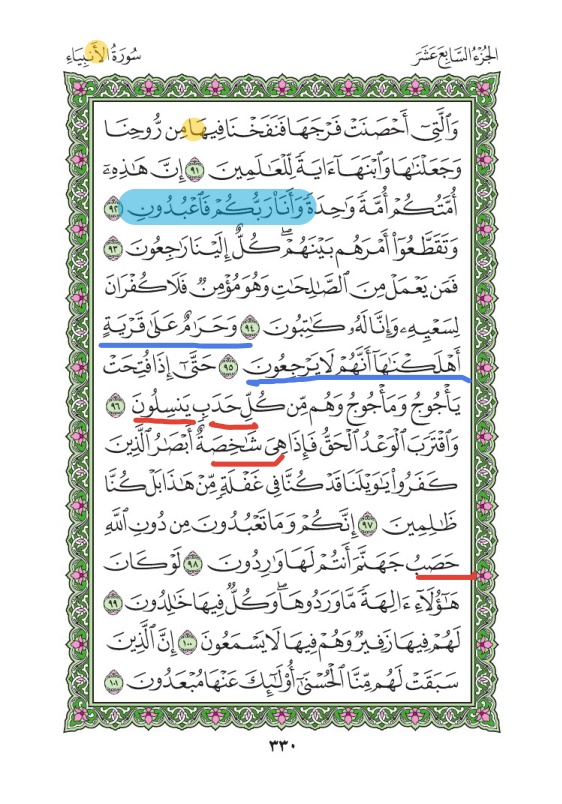 الجُزْءُ السَّابِعَ عَشَرَ
سُورَةُ الأَنبِيَاءِ
وَٱلَّتِىٓ أَحْصَنَتْ فَرْجَهَا فَنَفَخْنَا فِيهَا مِن رُّوحِنَا
وَجَعَلْنَٰهَا وَٱبْنَهَآ ءَايَةً لِّلْعَٰلَمِينَ ٩١ إِنَّ هَٰذِهِۦٓ
أُمَّتُكُمْ أُمَّةً وَٰحِدَةً وَأَنَا۠ رَبُّكُمْ فَٱعْبُدُونِ ٩٢
وَتَقَطَّعُوٓا۟ أَمْرَهُم بَيْنَهُمْ ۖ كُلٌّ إِلَيْنَا رَٰجِعُونَ ٩٣
فَمَن يَعْمَلْ مِنَ ٱلصَّٰلِحَٰتِ وَهُوَ مُؤْمِنٌ فَلَا كُفْرَانَ
لِسَعْيِهِۦ وَإِنَّا لَهُۥ كَٰتِبُونَ ٩٤ وَحَرَٰمٌ عَلَىٰ قَرْيَةٍ
أَهْلَكْنَٰهَآ أَنَّهُمْ لَا يَرْجِعُونَ ٩٥ حَتَّىٰٓ إِذَا فُتِحَتْ
يَأْجُوجُ وَمَأْجُوجُ وَهُم مِّن كُلِّ حَدَبٍ يَنسِلُونَ ٩٦
وَٱقْتَرَبَ ٱلْوَعْدُ ٱلْحَقُّ فَإِذَا هِىَ شَٰخِصَةٌ أَبْصَٰرُ ٱلَّذِينَ
كَفَرُوا۟ يَٰوَيْلَنَا قَدْ كُنَّا فِى غَفْلَةٍ مِّنْ هَٰذَا بَلْ كُنَّا
ظَٰلِمِينَ ٩٧ إِنَّكُمْ وَمَا تَعْبُدُونَ مِن دُونِ ٱللَّهِ
حَصَبُ جَهَنَّمَ أَنتُمْ لَهَا وَٰرِدُونَ ٩٨ لَوْ كَانَ
هَٰٓؤُلَآءِ ءَالِهَةً مَّا وَرَدُوهَا ۖ وَكُلٌّ فِيهَا خَٰلِدُونَ ٩٩
لَهُمْ فِيهَا زَفِيرٌ وَهُمْ فِيهَا لَا يَسْمَعُونَ ١٠٠ إِنَّ ٱلَّذِينَ
سَبَقَتْ لَهُم مِّنَّا ٱلْحُسْنَىٰٓ أُو۟لَٰٓئِكَ عَنْهَا مُبْعَدُونَ ١٠١
٣٣٠